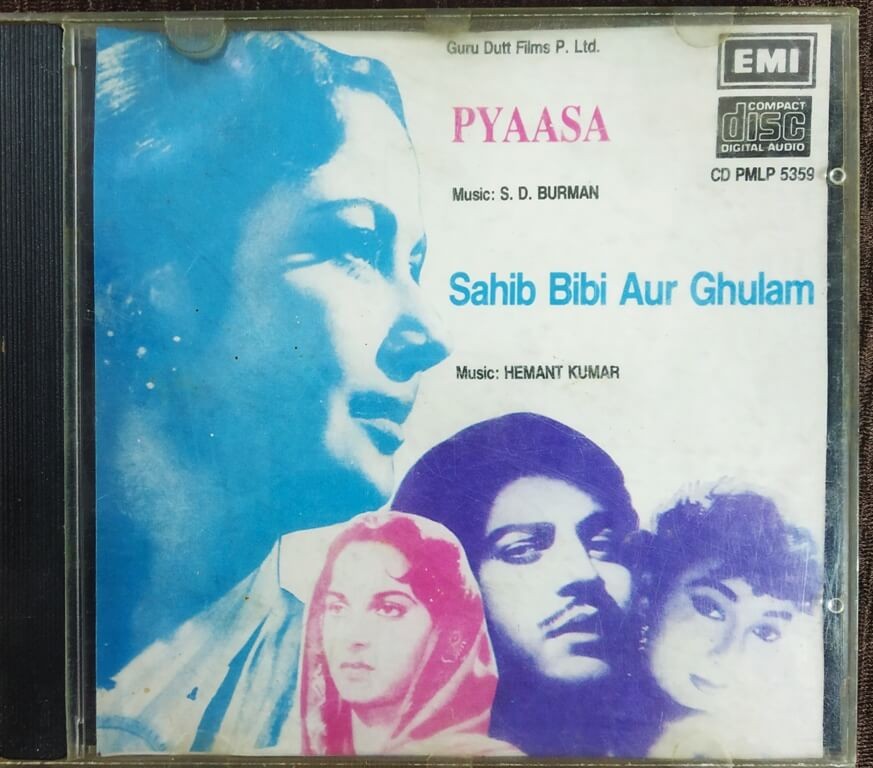 Guru Dutt Films P. Ltd.
EMI
PYAASA
COMPACT
disc
DIGITAL AUDIO
CD PMLP 5359
Music: S. D. BURMAN
Sahib Bibi Aur Ghulam
Music: HEMANT KUMAR